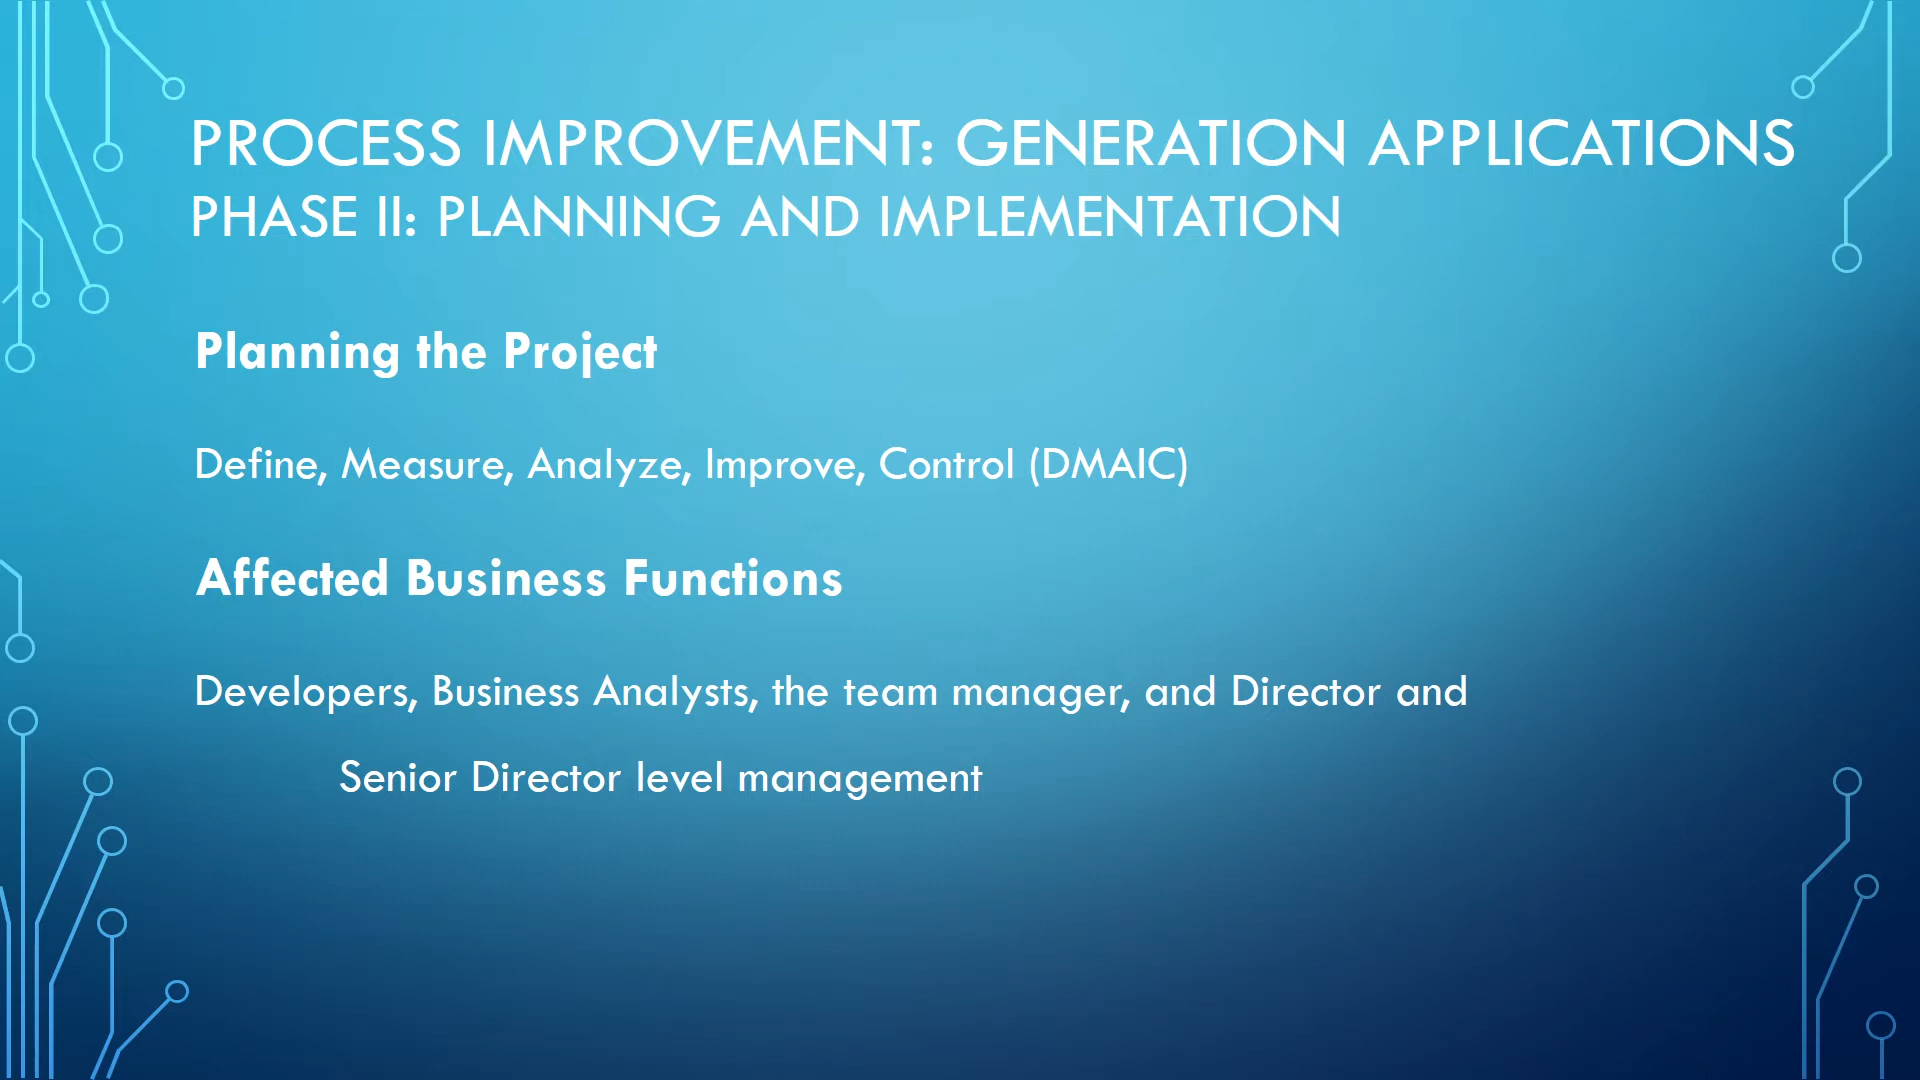 PROCESS IMPROVEMENT: GENERATION APPLICATIONS
PHASE II: PLANNING AND IMPLEMENTATION
Planning the Project
Define, Measure, Analyze, Improve, Control (DMAIC)
Affected Business Functions
Developers, Business Analysts, the team manager, and Director and
Senior Director level management